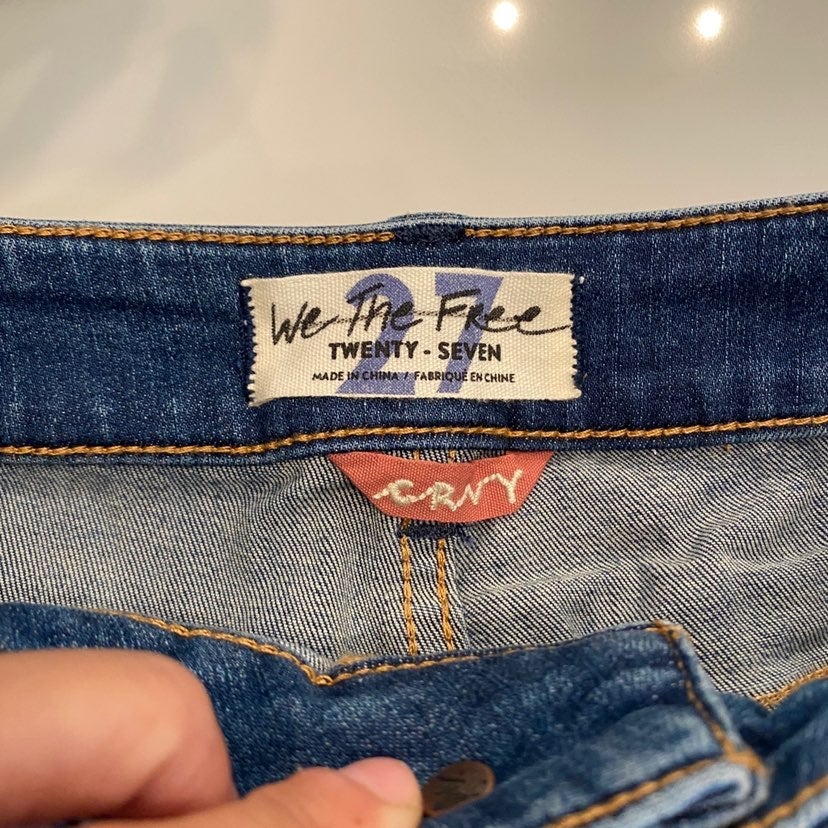 27
We The Free
TWENTY - SEVEN
MADE IN CHINA / FABRIQUÉ EN CHINE
CRNY